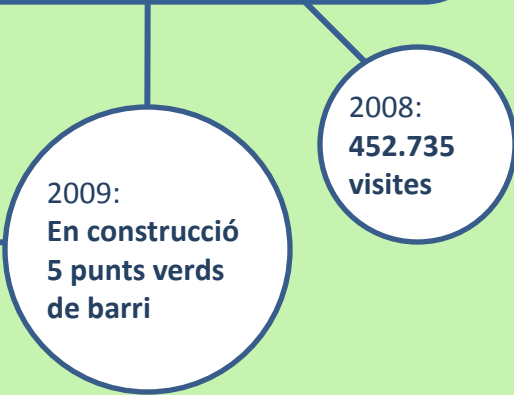 2008:
452.735
visites
2009:
En construcció
5 punts verds
de barri